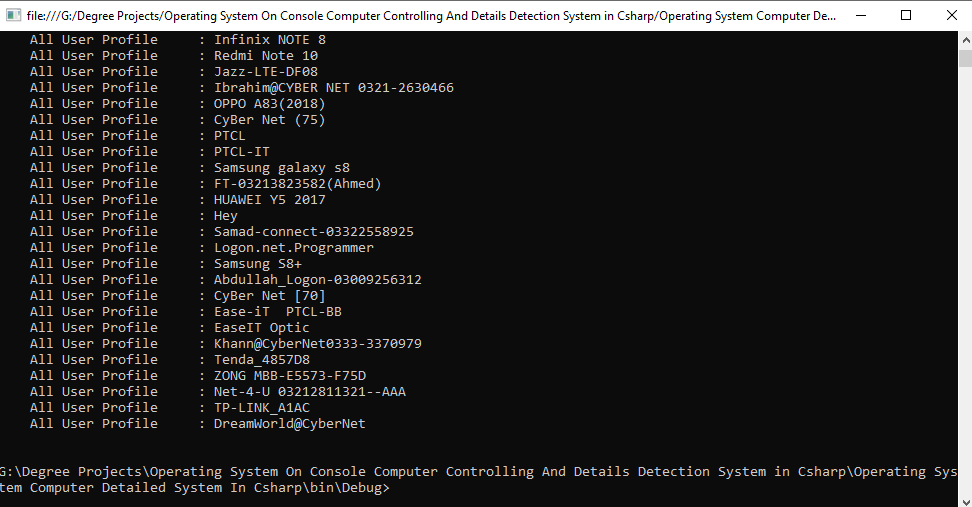 file:///G:/Degree Projects/Operating System On Console Computer Controlling And Details Detection System in Csharp/Operating System Computer De...
All User Profile     : Infinix NOTE 8
All User Profile     : Redmi Note 10
All User Profile     : Jazz-LTE-DF08
All User Profile     : Ibrahim@CYBER NET 0321-2630466
All User Profile     : OPPO A83(2018)
All User Profile     : CyBer Net (75)
All User Profile     : PTCL
All User Profile     : PTCL-IT
All User Profile     : Samsung galaxy s8
All User Profile     : FT-03213823582(Ahmed)
All User Profile     : HUAWEI Y5 2017
All User Profile     : Hey
All User Profile     : Samad-connect-03322558925
All User Profile     : Logon.net.Programmer
All User Profile     : Samsung S8+
All User Profile     : Abdullah_Logon-03009256312
All User Profile     : CyBer Net [70]
All User Profile     : Ease-iT  PTCL-BB
All User Profile     : EaseIT Optic
All User Profile     : Khann@CyberNet0333-3370979
All User Profile     : Tenda_4857D8
All User Profile     : ZONG MBB-E5573-F75D
All User Profile     : Net-4-U 03212811321--AAA
All User Profile     : TP-LINK_A1AC
All User Profile     : DreamWorld@CyberNet
G:\Degree Projects\Operating System On Console Computer Controlling And Details Detection System in Csharp\Operating Sys
tem Computer Detailed System In Csharp\bin\Debug>